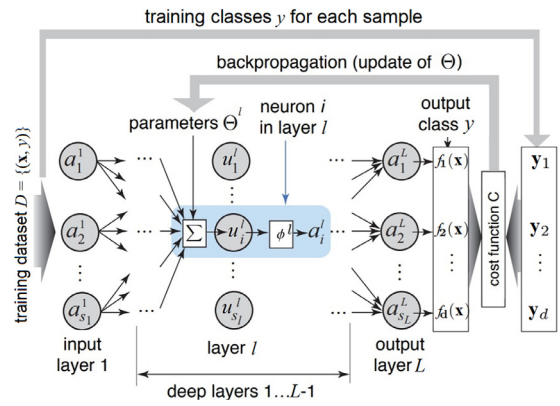 training classes y for each sample
backpropagation (update of Θ)
neuron i
in layer l
output
class y
parameters Θ^l
training dataset D = {(x, y)}
a_1^1 ... u_1^l a_1^L f_1(x) y_1
a_2^1 ... Σ u_i^l ϕ^l a_i^l ... a_2^L f_2(x) y_2
a_{s_1}^1 ... u_{s_l}^l ... a_{s_L}^L f_d(x) y_d
cost function C
input
layer 1
layer l
output
layer L
deep layers 1...L-1